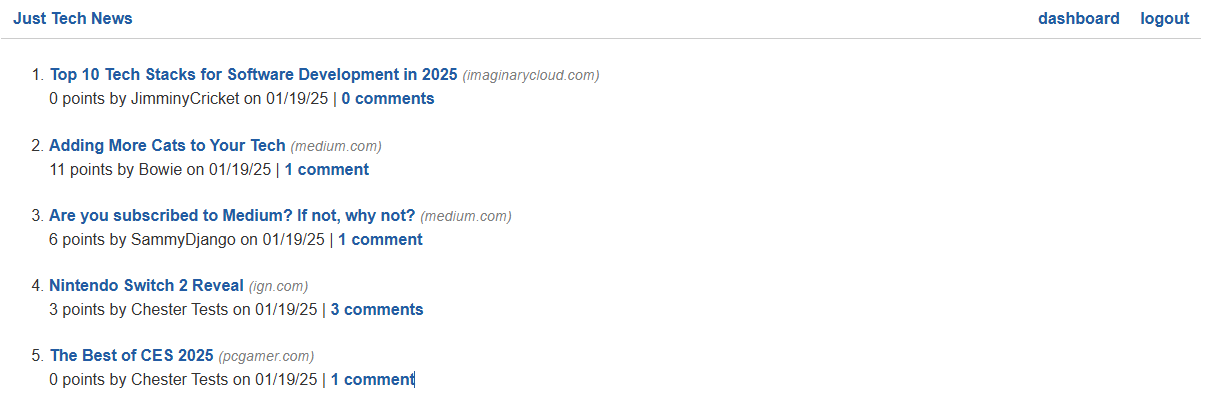 Just Tech News dashboard logout
1. Top 10 Tech Stacks for Software Development in 2025 (imaginarycloud.com)
0 points by JimminyCricket on 01/19/25 | 0 comments
2. Adding More Cats to Your Tech (medium.com)
11 points by Bowie on 01/19/25 | 1 comment
3. Are you subscribed to Medium? If not, why not? (medium.com)
6 points by SammyDjango on 01/19/25 | 1 comment
4. Nintendo Switch 2 Reveal (ign.com)
3 points by Chester Tests on 01/19/25 | 3 comments
5. The Best of CES 2025 (pcgamer.com)
0 points by Chester Tests on 01/19/25 | 1 comment